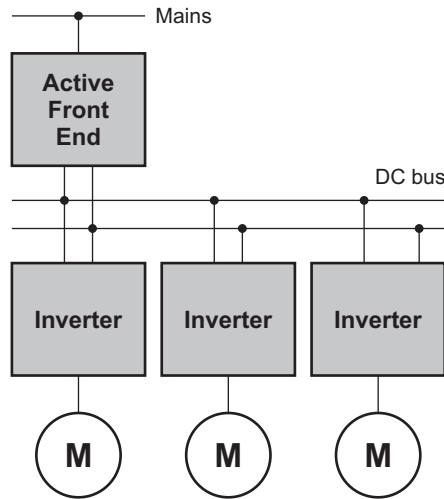 Mains
Active
Front
End
DC bus
Inverter
Inverter
Inverter
M
M
M